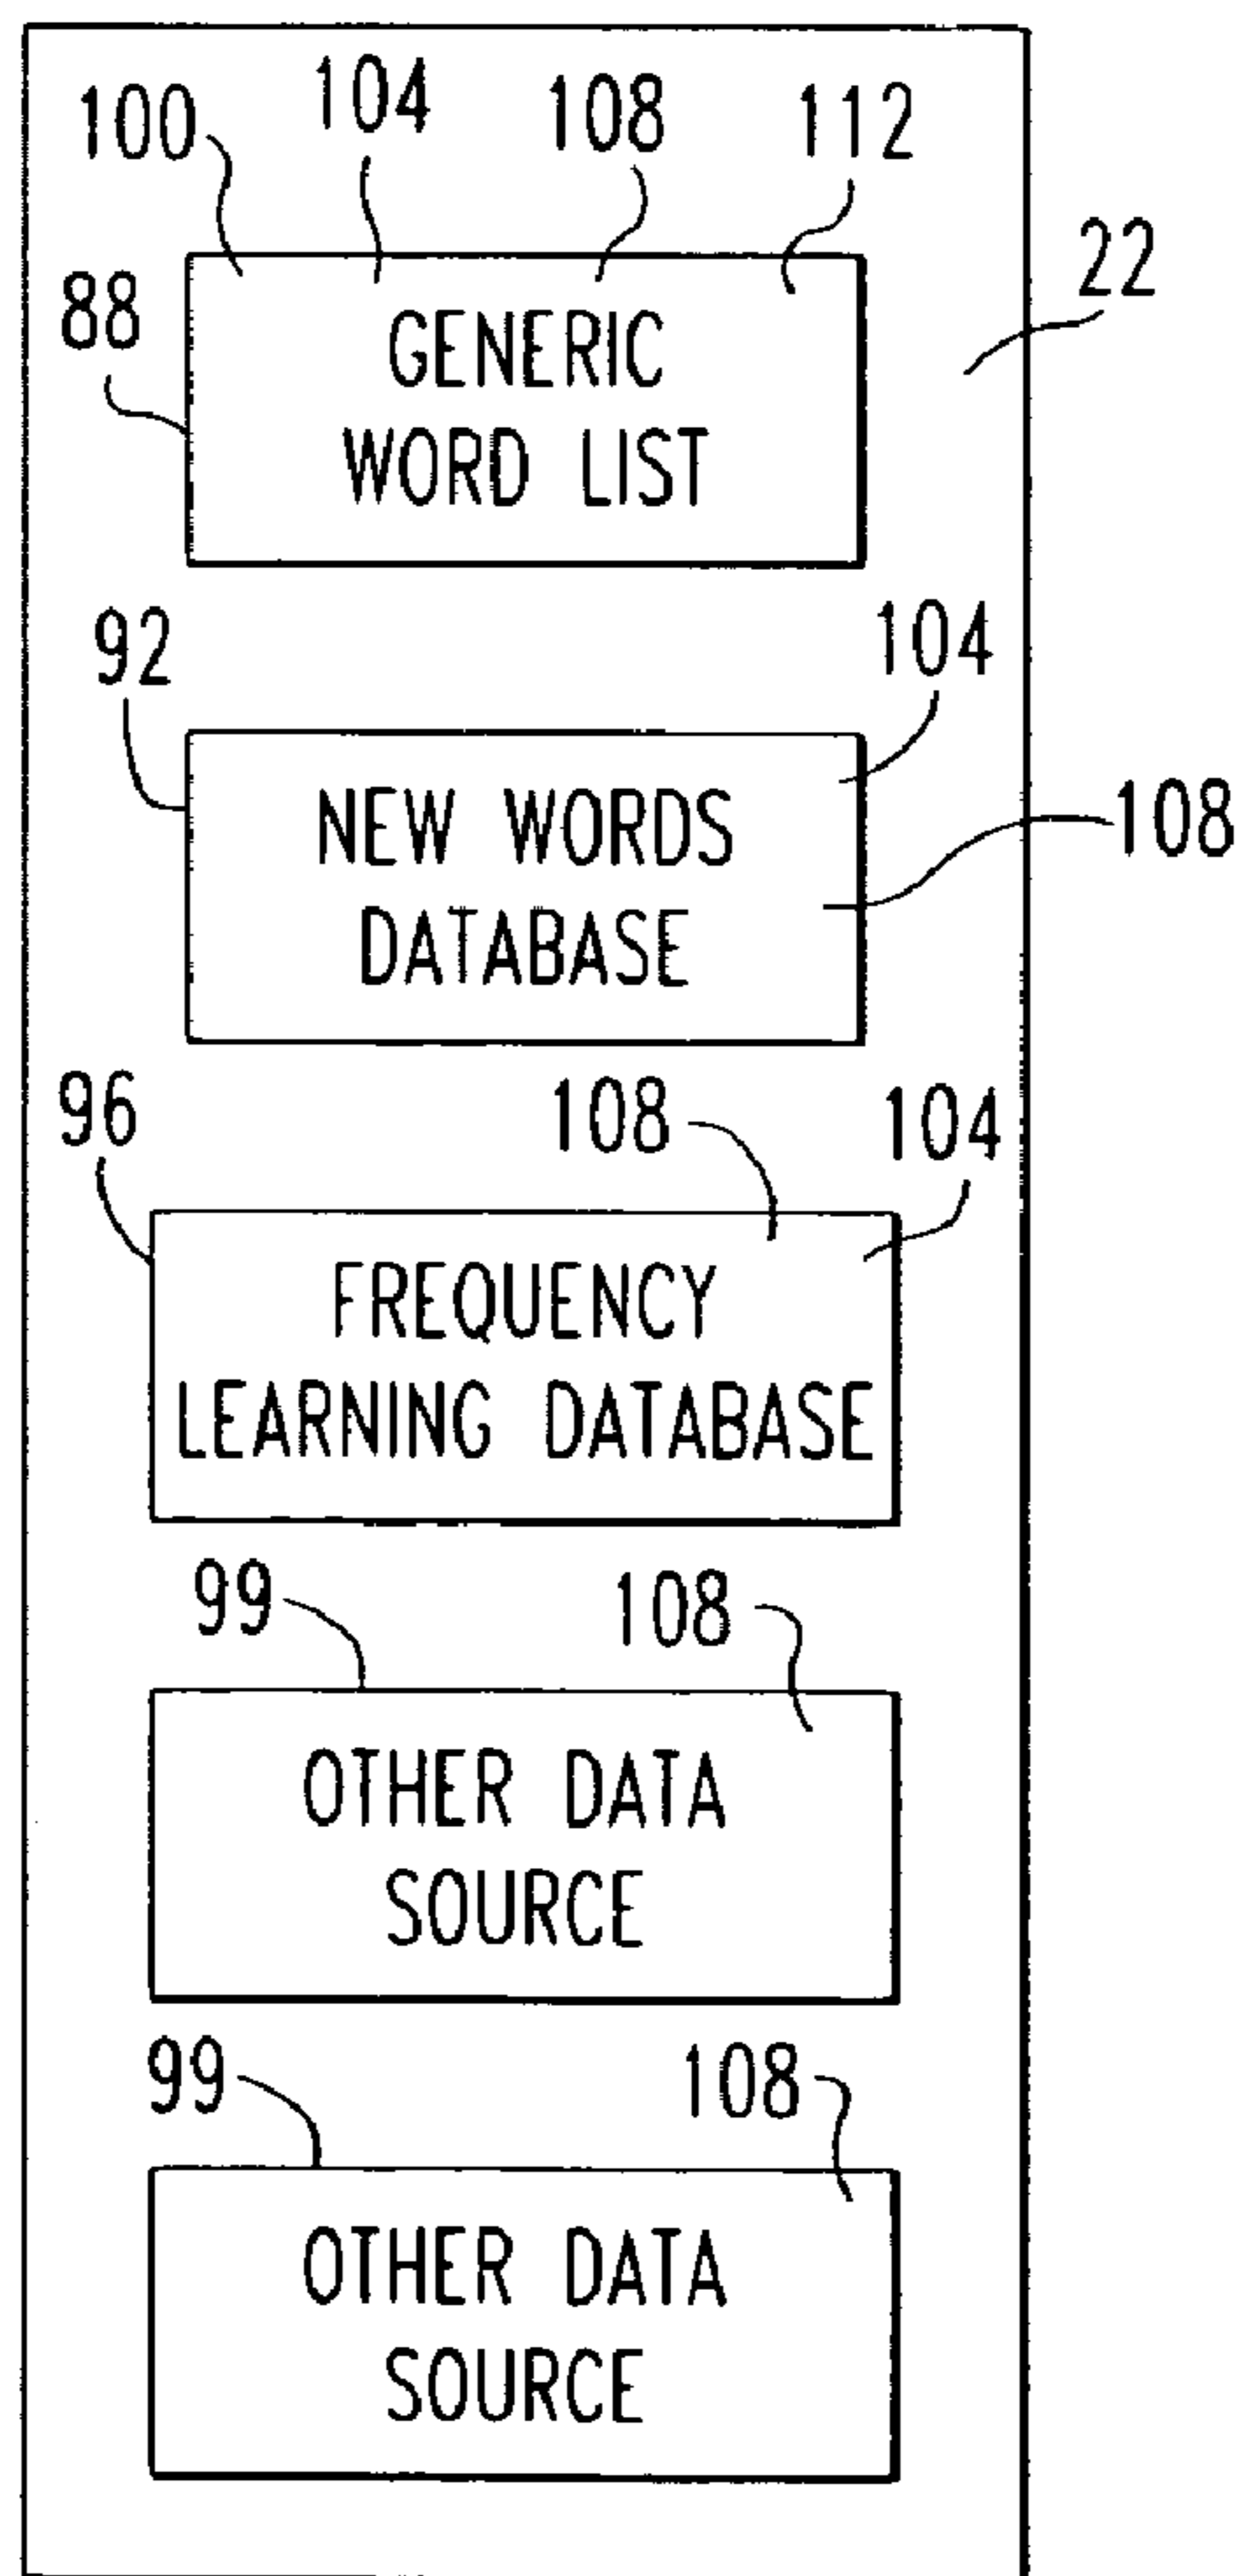 100 104 108 112
22
88
GENERIC
WORD LIST
92 104
NEW WORDS
108
DATABASE
96 108 104
FREQUENCY
LEARNING DATABASE
99 108
OTHER DATA
SOURCE
99 108
OTHER DATA
SOURCE